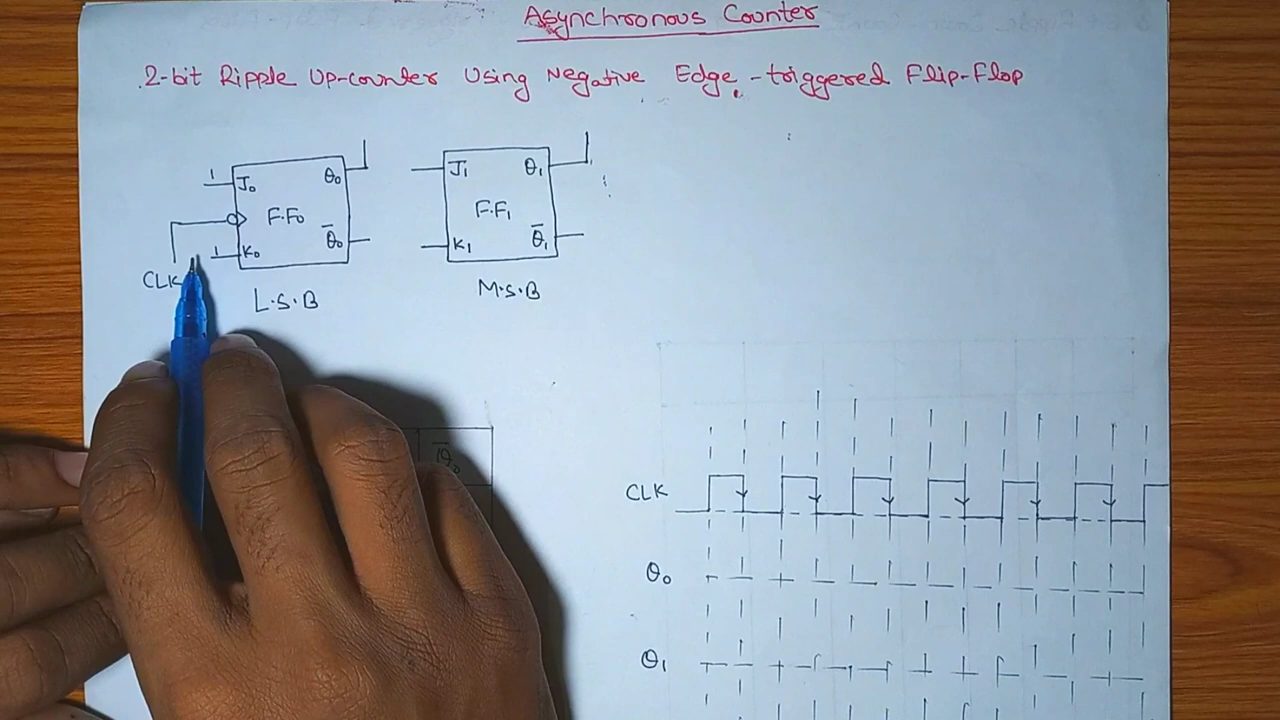 Asynchronous Counter
2-bit Ripple Up-counter Using Negative Edge-triggered Flip-Flop
1 J₀ Q₀
F.F₀
1 K₀ Q̅₀
CLK
L.S.B
J₁ Q₁
F.F₁
K₁ Q̅₁
M.S.B
Q̅₀
CLK
Q₀
Q₁